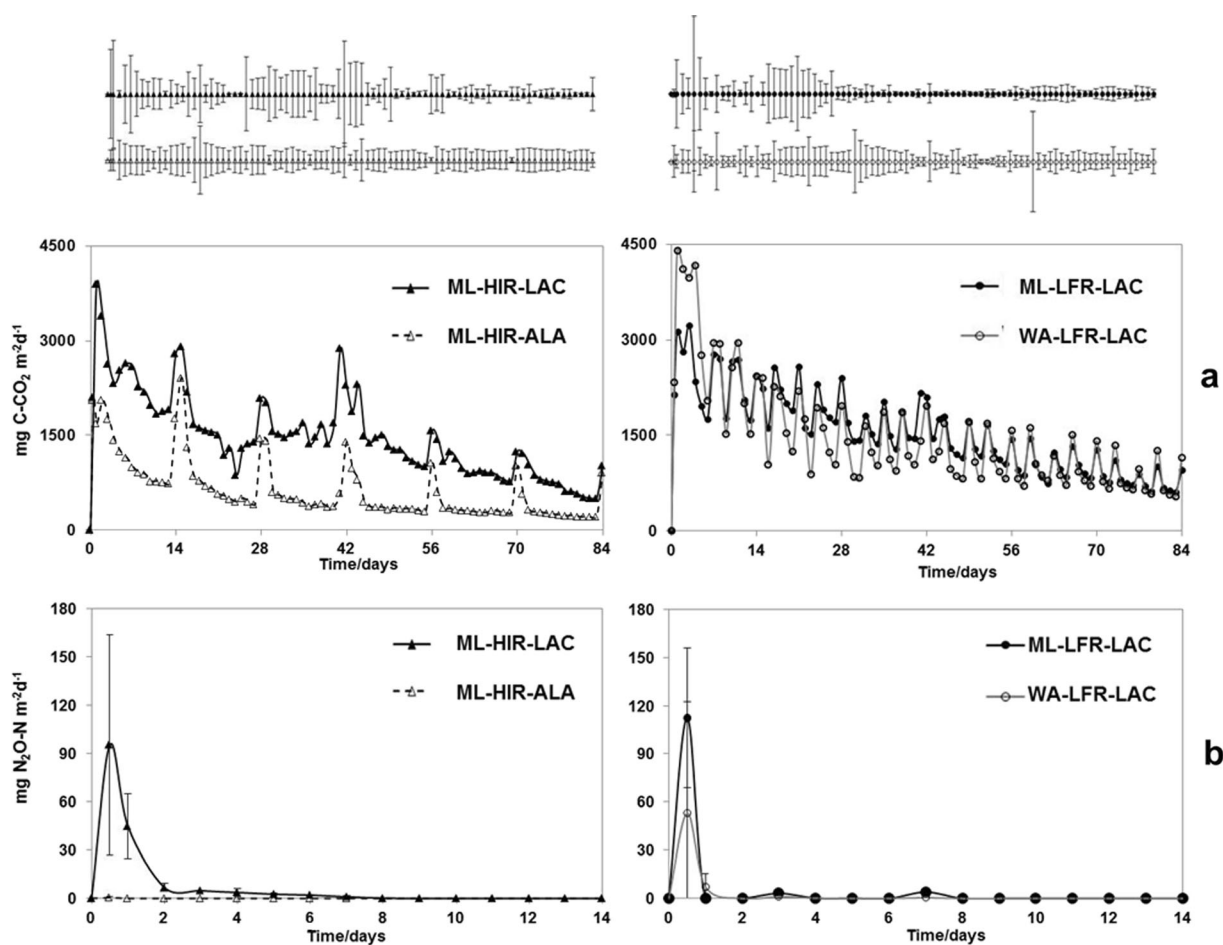 4500
3000
1500
0
mg C-CO₂ m⁻²d⁻¹
ML-HIR-LAC
ML-HIR-ALA
0 14 28 42 56 70 84
Time/days
4500
3000
1500
0
ML-LFR-LAC
WA-LFR-LAC
0 14 28 42 56 70 84
Time/days
a
180
150
120
90
60
30
0
mg N₂O-N m⁻²d⁻¹
ML-HIR-LAC
ML-HIR-ALA
0 2 4 6 8 10 12 14
Time/days
180
150
120
90
60
30
0
ML-LFR-LAC
WA-LFR-LAC
0 2 4 6 8 10 12 14
Time/days
b